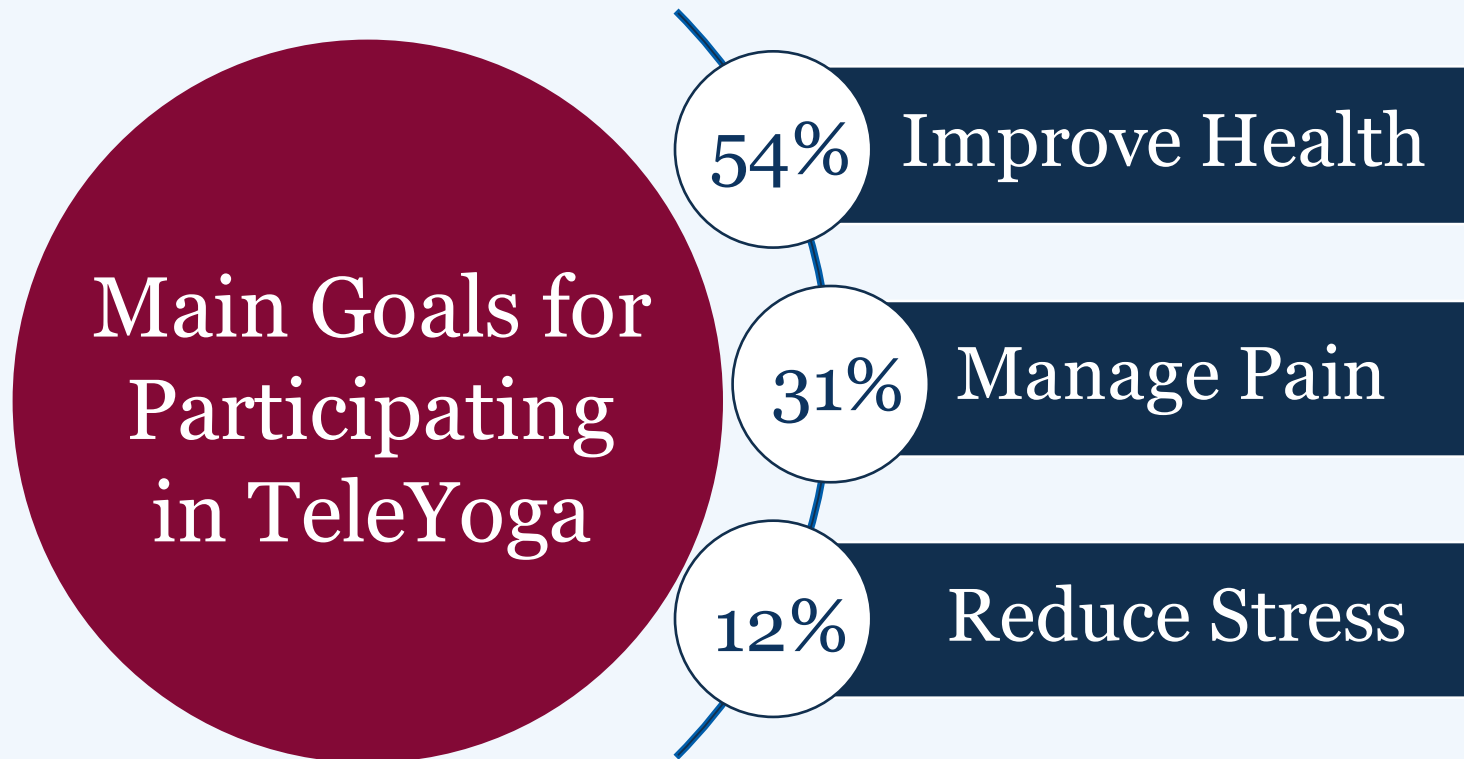 Main Goals for
Participating
in TeleYoga
54% Improve Health
31% Manage Pain
12% Reduce Stress